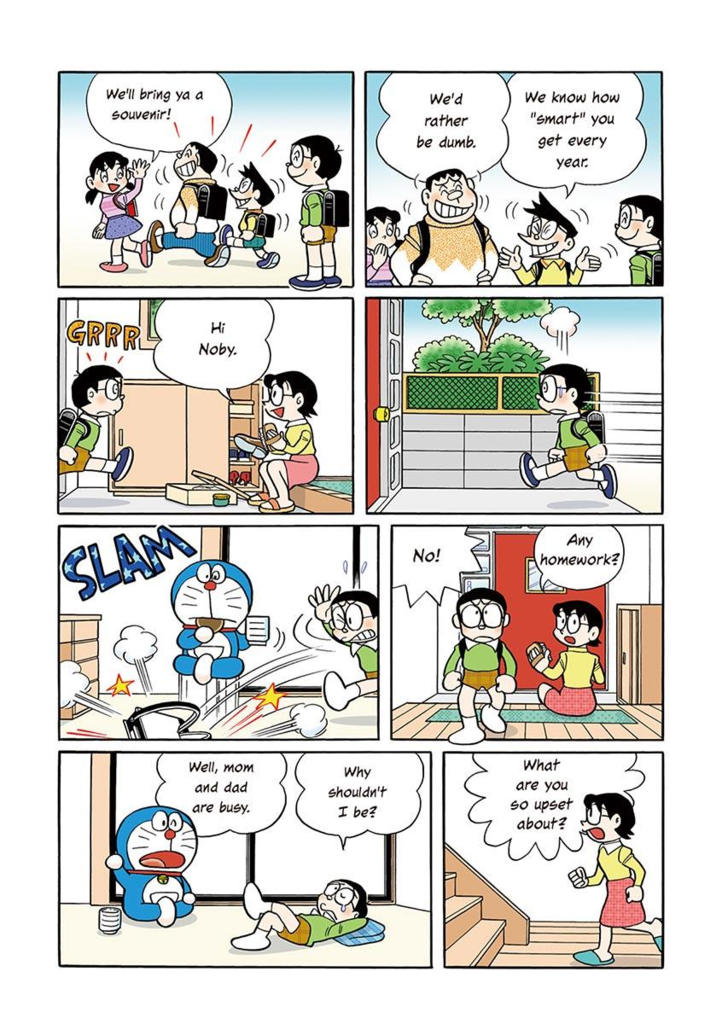 We know how
"smart" you
get every
year.
We'd
rather
be dumb.
We'll bring ya a
souvenir!
Hi
Noby.
GRRR
Any
homework?
No!
SLAM
What
are you
so upset
about?
Why
shouldn't
I be?
Well, mom
and dad
are busy.